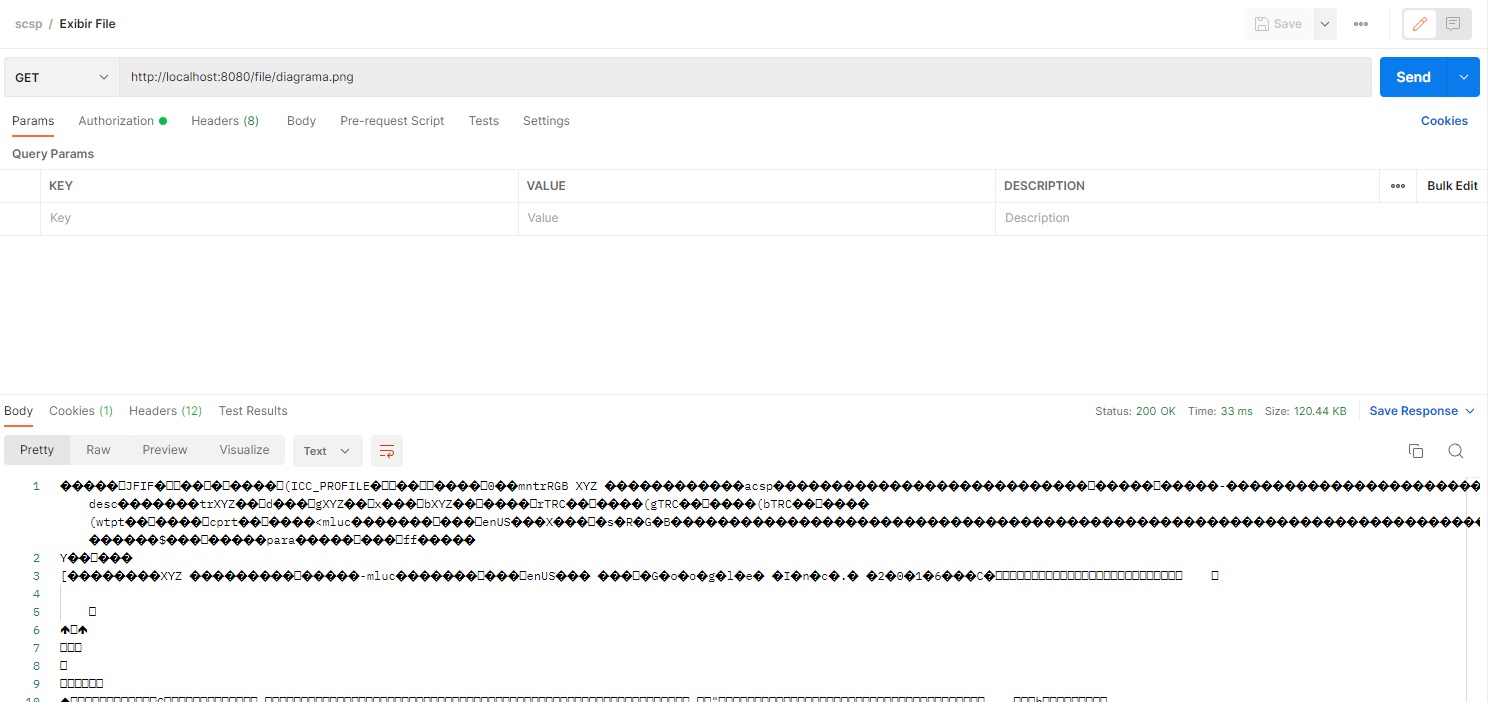 scsp / Exibir File
Save
GET
http://localhost:8080/file/diagrama.png
Send
Params Authorization Headers (8) Body Pre-request Script Tests Settings Cookies
Query Params
KEY VALUE DESCRIPTION Bulk Edit
Key Value Description
Body Cookies (1) Headers (12) Test Results Status: 200 OK Time: 33 ms Size: 120.44 KB Save Response
Pretty Raw Preview Visualize Text
1 JFIF (ICC_PROFILE 0 mntrRGB XYZ acsp -
desc trXYZ d gXYZ x bXYZ rTRC (gTRC (bTRC
(wtpt cprt <mluc enUS X s R G B
$ para ff
2 Y
3 [ XYZ -mluc enUS G o o g l e I n c . 2 0 1 6 C
4
5
6
7
8
9
10